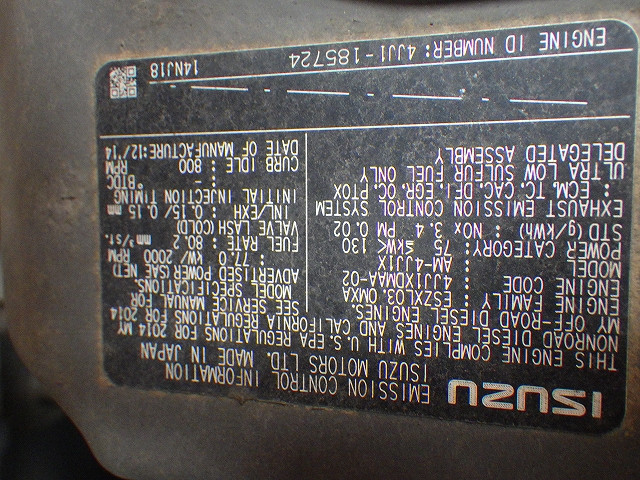 ISUZU
EMISSION CONTROL INFORMATION
ISUZU MOTORS LTD. MADE IN JAPAN
THIS ENGINE COMPLIES WITH U.S.EPA REGULATIONS FOR 2014 MY
NONROAD DIESEL ENGINES AND CALIFORNIA REGULATIONS FOR 2014
MY OFF-ROAD DIESEL ENGINES.
ENGINE FAMILY : ESZXL03.0MXA
ENGINE CODE : 4JJ1XDMAA-02
MODEL : AM-4JJ1X
POWER CATEGORY: 75 ≦kW< 130
STD (g/kWh) : NOx 3.4 PM 0.02
EXHAUST EMISSION CONTROL SYSTEM
: ECM, TC, CAC, DFI, EGR, OC, PTOX
ULTRA LOW SULFUR FUEL ONLY
DELEGATED ASSEMBLY
SEE SERVICE MANUAL FOR
MODEL SPECIFICATIONS.
ADVERTISED POWER (SAE NET)
: 77.0 kW/ 2000 RPM
FUEL RATE: 80.2 mm³/st.
VALVE LASH (COLD)
INL/EXH : 0.15/ 0.15 mm
INITIAL INJECTION TIMING
: - °BTDC
CURB IDLE : 800 RPM
DATE OF MANUFACTURE:12/'14
ENGINE ID NUMBER: 4JJ1-185724
14NJ18